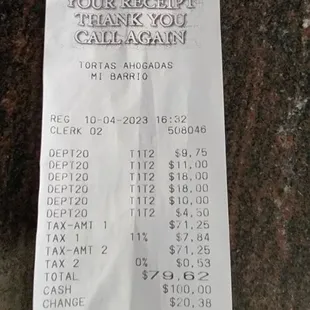 YOUR RECEIPT
THANK YOU
CALL AGAIN
TORTAS AHOGADAS
MI BARRIO
REG 10-04-2023 16:32
CLERK 02 508046
DEPT20 T1T2 $9.75
DEPT20 T1T2 $11.00
DEPT20 T1T2 $18.00
DEPT20 T1T2 $18.00
DEPT20 T1T2 $10.00
DEPT20 T1T2 $4.50
TAX-AMT 1 $71.25
TAX 1 11% $7.84
TAX-AMT 2 $71.25
TAX 2 0% $0.53
TOTAL $79.62
CASH $100.00
CHANGE $20.38